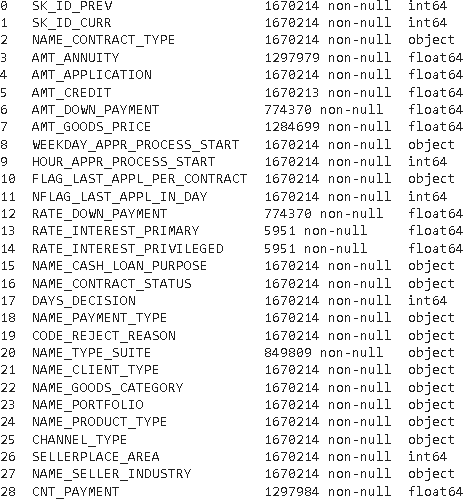 0 SK_ID_PREV 1670214 non-null int64
1 SK_ID_CURR 1670214 non-null int64
2 NAME_CONTRACT_TYPE 1670214 non-null object
3 AMT_ANNUITY 1297979 non-null float64
4 AMT_APPLICATION 1670214 non-null float64
5 AMT_CREDIT 1670213 non-null float64
6 AMT_DOWN_PAYMENT 774370 non-null float64
7 AMT_GOODS_PRICE 1284699 non-null float64
8 WEEKDAY_APPR_PROCESS_START 1670214 non-null object
9 HOUR_APPR_PROCESS_START 1670214 non-null int64
10 FLAG_LAST_APPL_PER_CONTRACT 1670214 non-null object
11 NFLAG_LAST_APPL_IN_DAY 1670214 non-null int64
12 RATE_DOWN_PAYMENT 774370 non-null float64
13 RATE_INTEREST_PRIMARY 5951 non-null float64
14 RATE_INTEREST_PRIVILEGED 5951 non-null float64
15 NAME_CASH_LOAN_PURPOSE 1670214 non-null object
16 NAME_CONTRACT_STATUS 1670214 non-null object
17 DAYS_DECISION 1670214 non-null int64
18 NAME_PAYMENT_TYPE 1670214 non-null object
19 CODE_REJECT_REASON 1670214 non-null object
20 NAME_TYPE_SUITE 849809 non-null object
21 NAME_CLIENT_TYPE 1670214 non-null object
22 NAME_GOODS_CATEGORY 1670214 non-null object
23 NAME_PORTFOLIO 1670214 non-null object
24 NAME_PRODUCT_TYPE 1670214 non-null object
25 CHANNEL_TYPE 1670214 non-null object
26 SELLERPLACE_AREA 1670214 non-null int64
27 NAME_SELLER_INDUSTRY 1670214 non-null object
28 CNT_PAYMENT 1297984 non-null float64